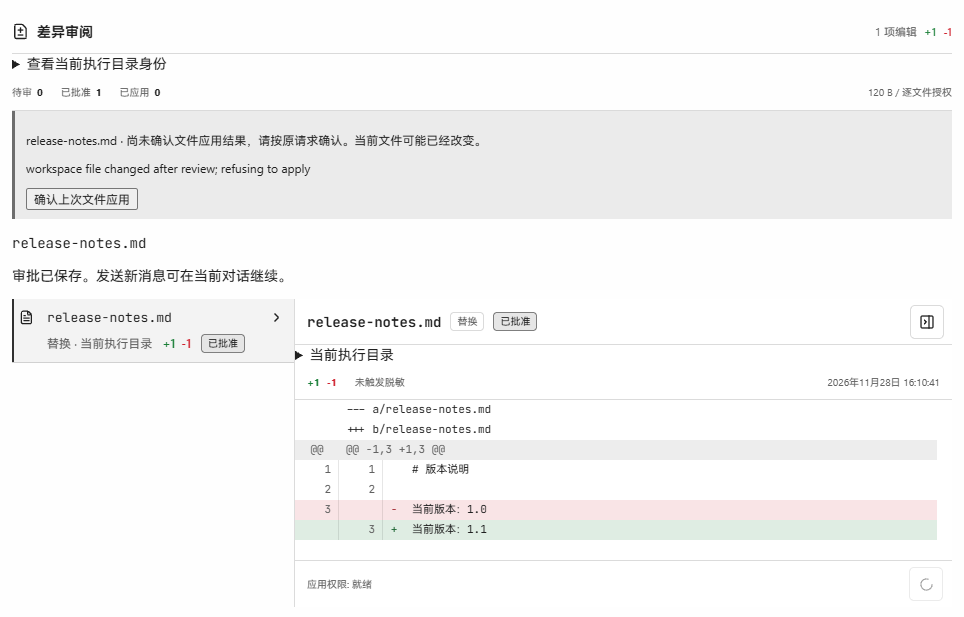 差异审阅
1 项编辑 +1 -1
查看当前执行目录身份
待审 0 已批准 1 已应用 0
120 B / 逐文件授权
release-notes.md · 尚未确认文件应用结果，请按原请求确认。当前文件可能已经改变。
workspace file changed after review; refusing to apply
确认上次文件应用
release-notes.md
审批已保存。发送新消息可在当前对话继续。
release-notes.md
替换 · 当前执行目录 +1 -1 已批准
release-notes.md 替换 已批准
当前执行目录
+1 -1 未触发脱敏
2026年11月28日 16:10:41
--- a/release-notes.md
+++ b/release-notes.md
@@ @@ -1,3 +1,3 @@
1 1 # 版本说明
2 2
3 - 当前版本: 1.0
3 + 当前版本: 1.1
应用权限: 就绪